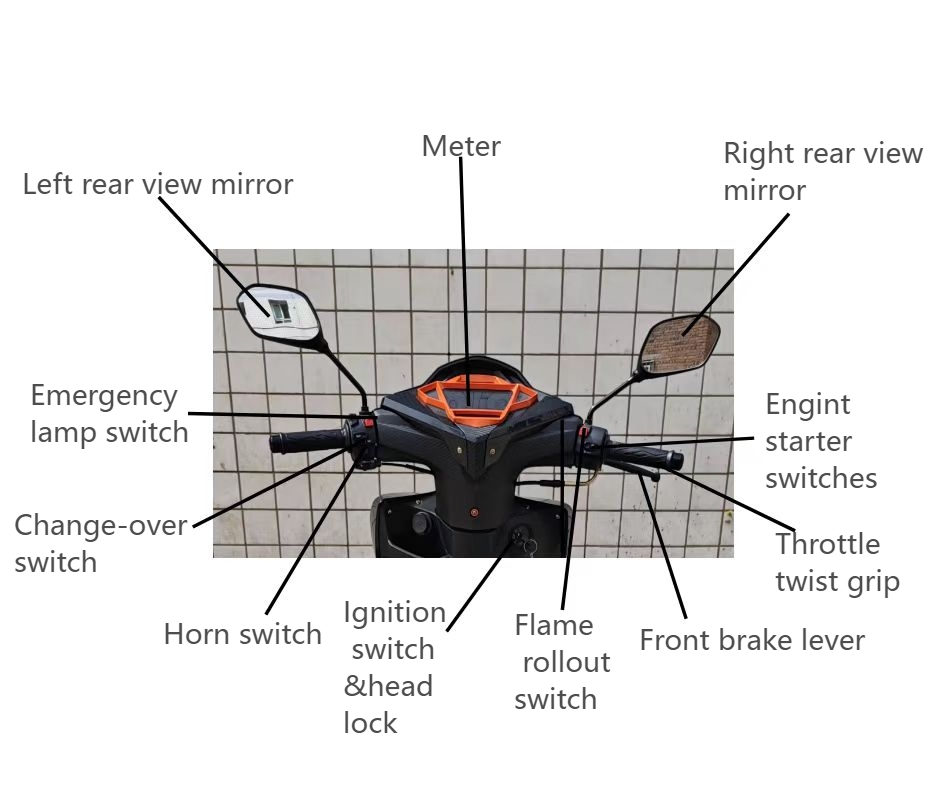 Meter
Right rear view
mirror
Left rear view mirror
Emergency
lamp switch
Engint
starter
switches
Change-over
switch
Throttle
twist grip
Horn switch
Ignition
switch
&head
lock
Flame
rollout
switch
Front brake lever